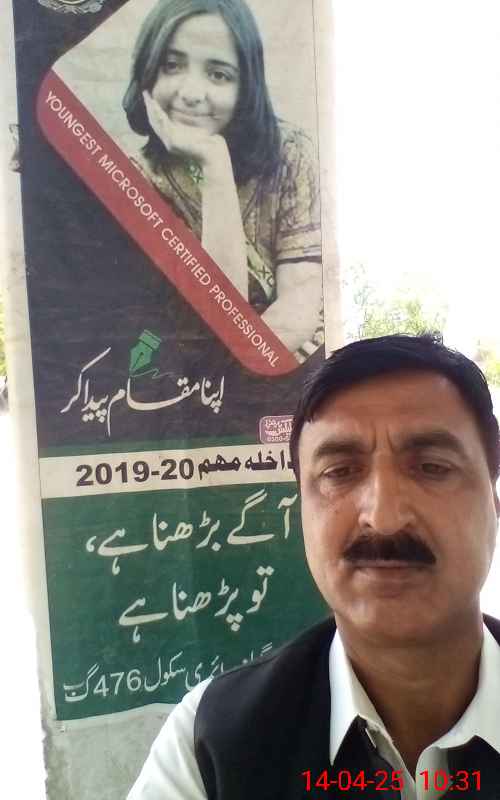 YOUNGEST MICROSOFT CERTIFIED PROFESSIONAL
اپنا مقام پیدا کر
داخلہ مہم 2019-20
آگے بڑھنا ہے،
تو پڑھنا ہے
سکول 476 گ ب
14-04-25 10:31